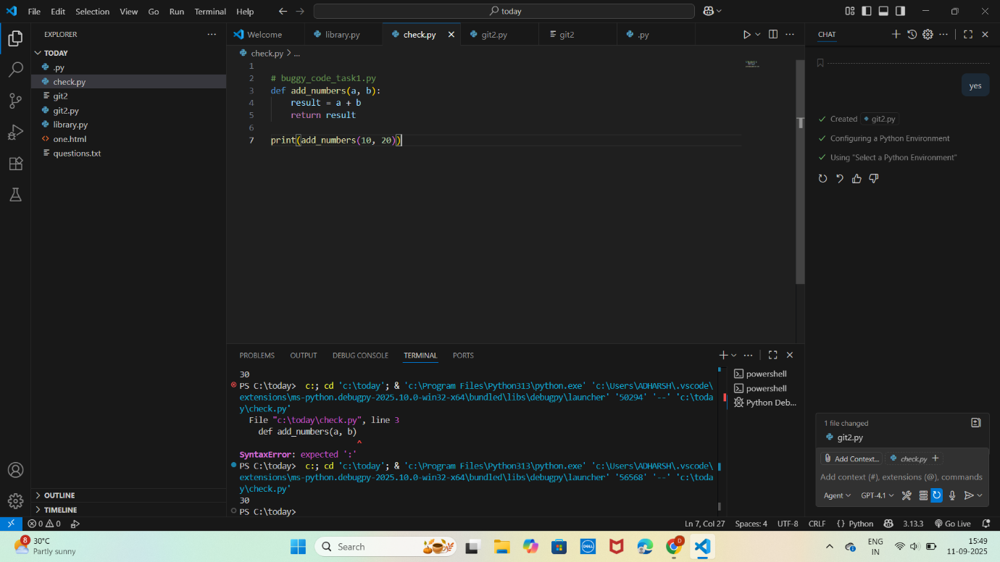 File Edit Selection View Go Run Terminal Help
today
EXPLORER
TODAY
.py
check.py
git2
git2.py
library.py
one.html
questions.txt
OUTLINE
TIMELINE
Welcome
library.py
check.py
git2.py
git2
.py
check.py > ...
1
2 # buggy_code_task1.py
3 def add_numbers(a, b):
4 result = a + b
5 return result
6
7 print(add_numbers(10, 20))
PROBLEMS OUTPUT DEBUG CONSOLE TERMINAL PORTS
30
PS C:\today> c:; cd 'c:\today'; & 'c:\Program Files\Python313\python.exe' 'c:\Users\ADHARSH\.vscode\
extensions\ms-python.debugpy-2025.10.0-win32-x64\bundled\libs\debugpy\launcher' '50294' '--' 'c:\toda
y\check.py'
File "c:\today\check.py", line 3
def add_numbers(a, b)
^
SyntaxError: expected ':'
PS C:\today> c:; cd 'c:\today'; & 'c:\Program Files\Python313\python.exe' 'c:\Users\ADHARSH\.vscode\
extensions\ms-python.debugpy-2025.10.0-win32-x64\bundled\libs\debugpy\launcher' '56568' '--' 'c:\toda
y\check.py'
30
PS C:\today>
powershell
powershell
Python Deb...
CHAT
yes
Created git2.py
Configuring a Python Environment
Using "Select a Python Environment"
1 file changed
git2.py
Add Context... check.py
Add context (#), extensions (@), commands
Agent GPT-4.1
0 0
Ln 7, Col 27 Spaces: 4 UTF-8 CRLF {} Python 3.13.3 Go Live
8 30°C
Partly sunny
Search
DELL
D
ENG
IN
15:49
11-09-2025